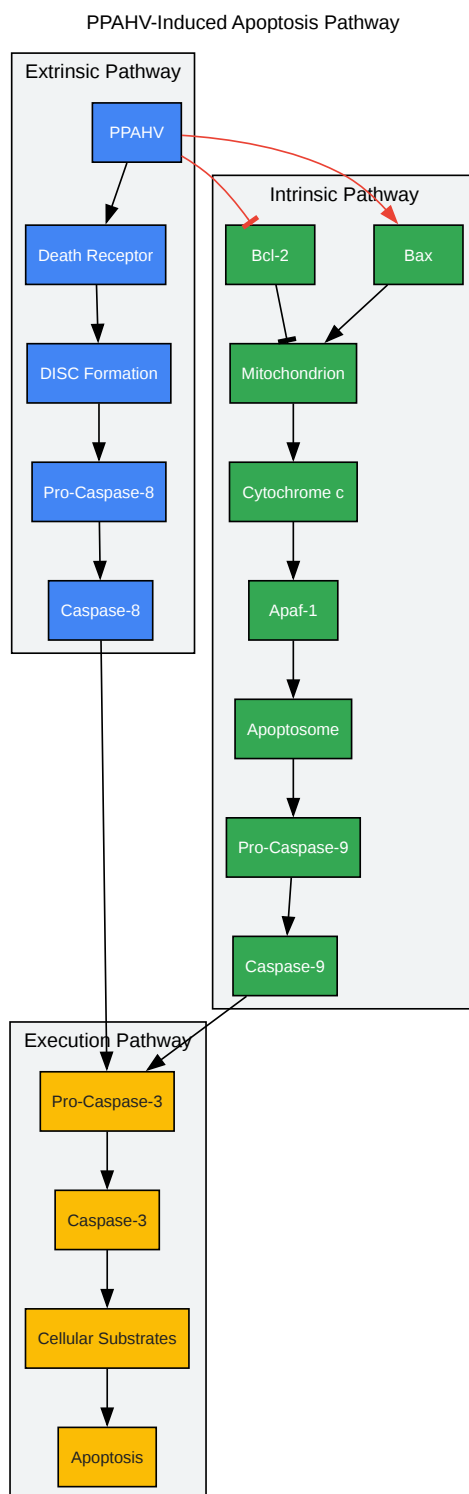 PPAHV-Induced Apoptosis Pathway
Extrinsic Pathway
PPAHV
Death Receptor
DISC Formation
Pro-Caspase-8
Caspase-8
Intrinsic Pathway
Bcl-2
Bax
Mitochondrion
Cytochrome c
Apaf-1
Apoptosome
Pro-Caspase-9
Caspase-9
Execution Pathway
Pro-Caspase-3
Caspase-3
Cellular Substrates
Apoptosis